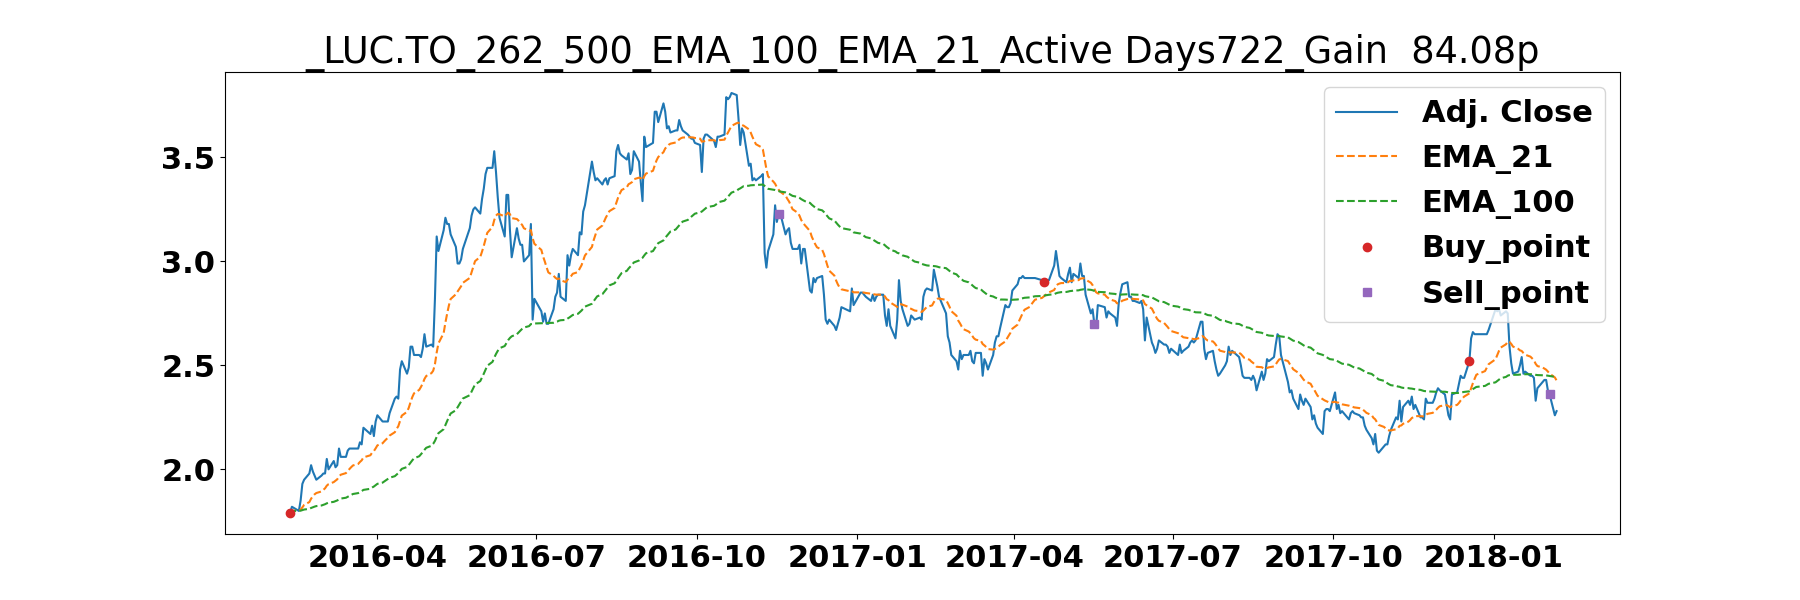 _LUC.TO_262_500_EMA_100_EMA_21_Active Days722_Gain  84.08p
Adj. Close
EMA_21
EMA_100
Buy_point
Sell_point
3.5
3.0
2.5
2.0
2016-04 2016-07 2016-10 2017-01 2017-04 2017-07 2017-10 2018-01